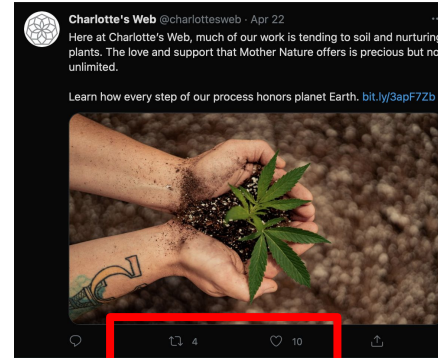 Charlotte's Web @charlottesweb · Apr 22
Here at Charlotte's Web, much of our work is tending to soil and nurturing
plants. The love and support that Mother Nature offers is precious but no
unlimited.
Learn how every step of our process honors planet Earth. bit.ly/3apF7Zb
4 10